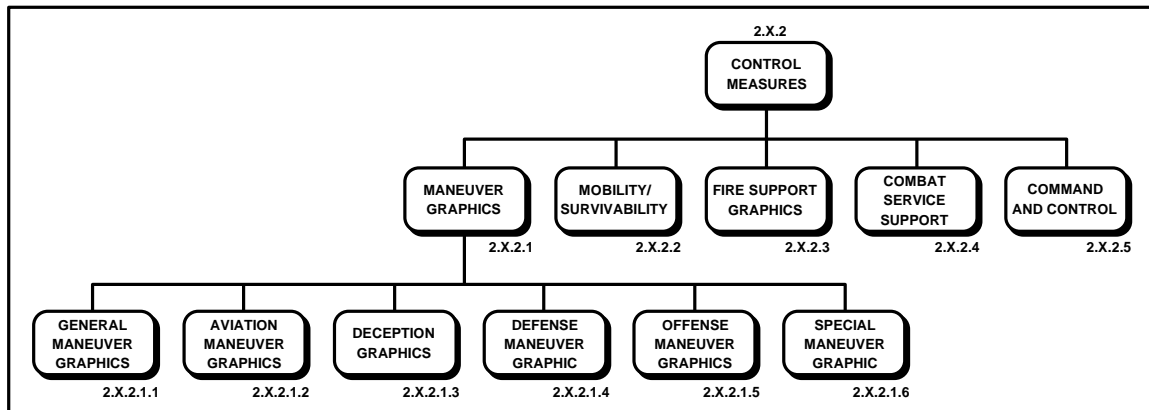 2.X.2
CONTROL
MEASURES
MANEUVER
GRAPHICS
2.X.2.1
MOBILITY/
SURVIVABILITY
2.X.2.2
FIRE SUPPORT
GRAPHICS
2.X.2.3
COMBAT
SERVICE
SUPPORT
2.X.2.4
COMMAND
AND CONTROL
2.X.2.5
GENERAL
MANEUVER
GRAPHICS
2.X.2.1.1
AVIATION
MANEUVER
GRAPHICS
2.X.2.1.2
DECEPTION
GRAPHICS
2.X.2.1.3
DEFENSE
MANEUVER
GRAPHIC
2.X.2.1.4
OFFENSE
MANEUVER
GRAPHICS
2.X.2.1.5
SPECIAL
MANEUVER
GRAPHIC
2.X.2.1.6